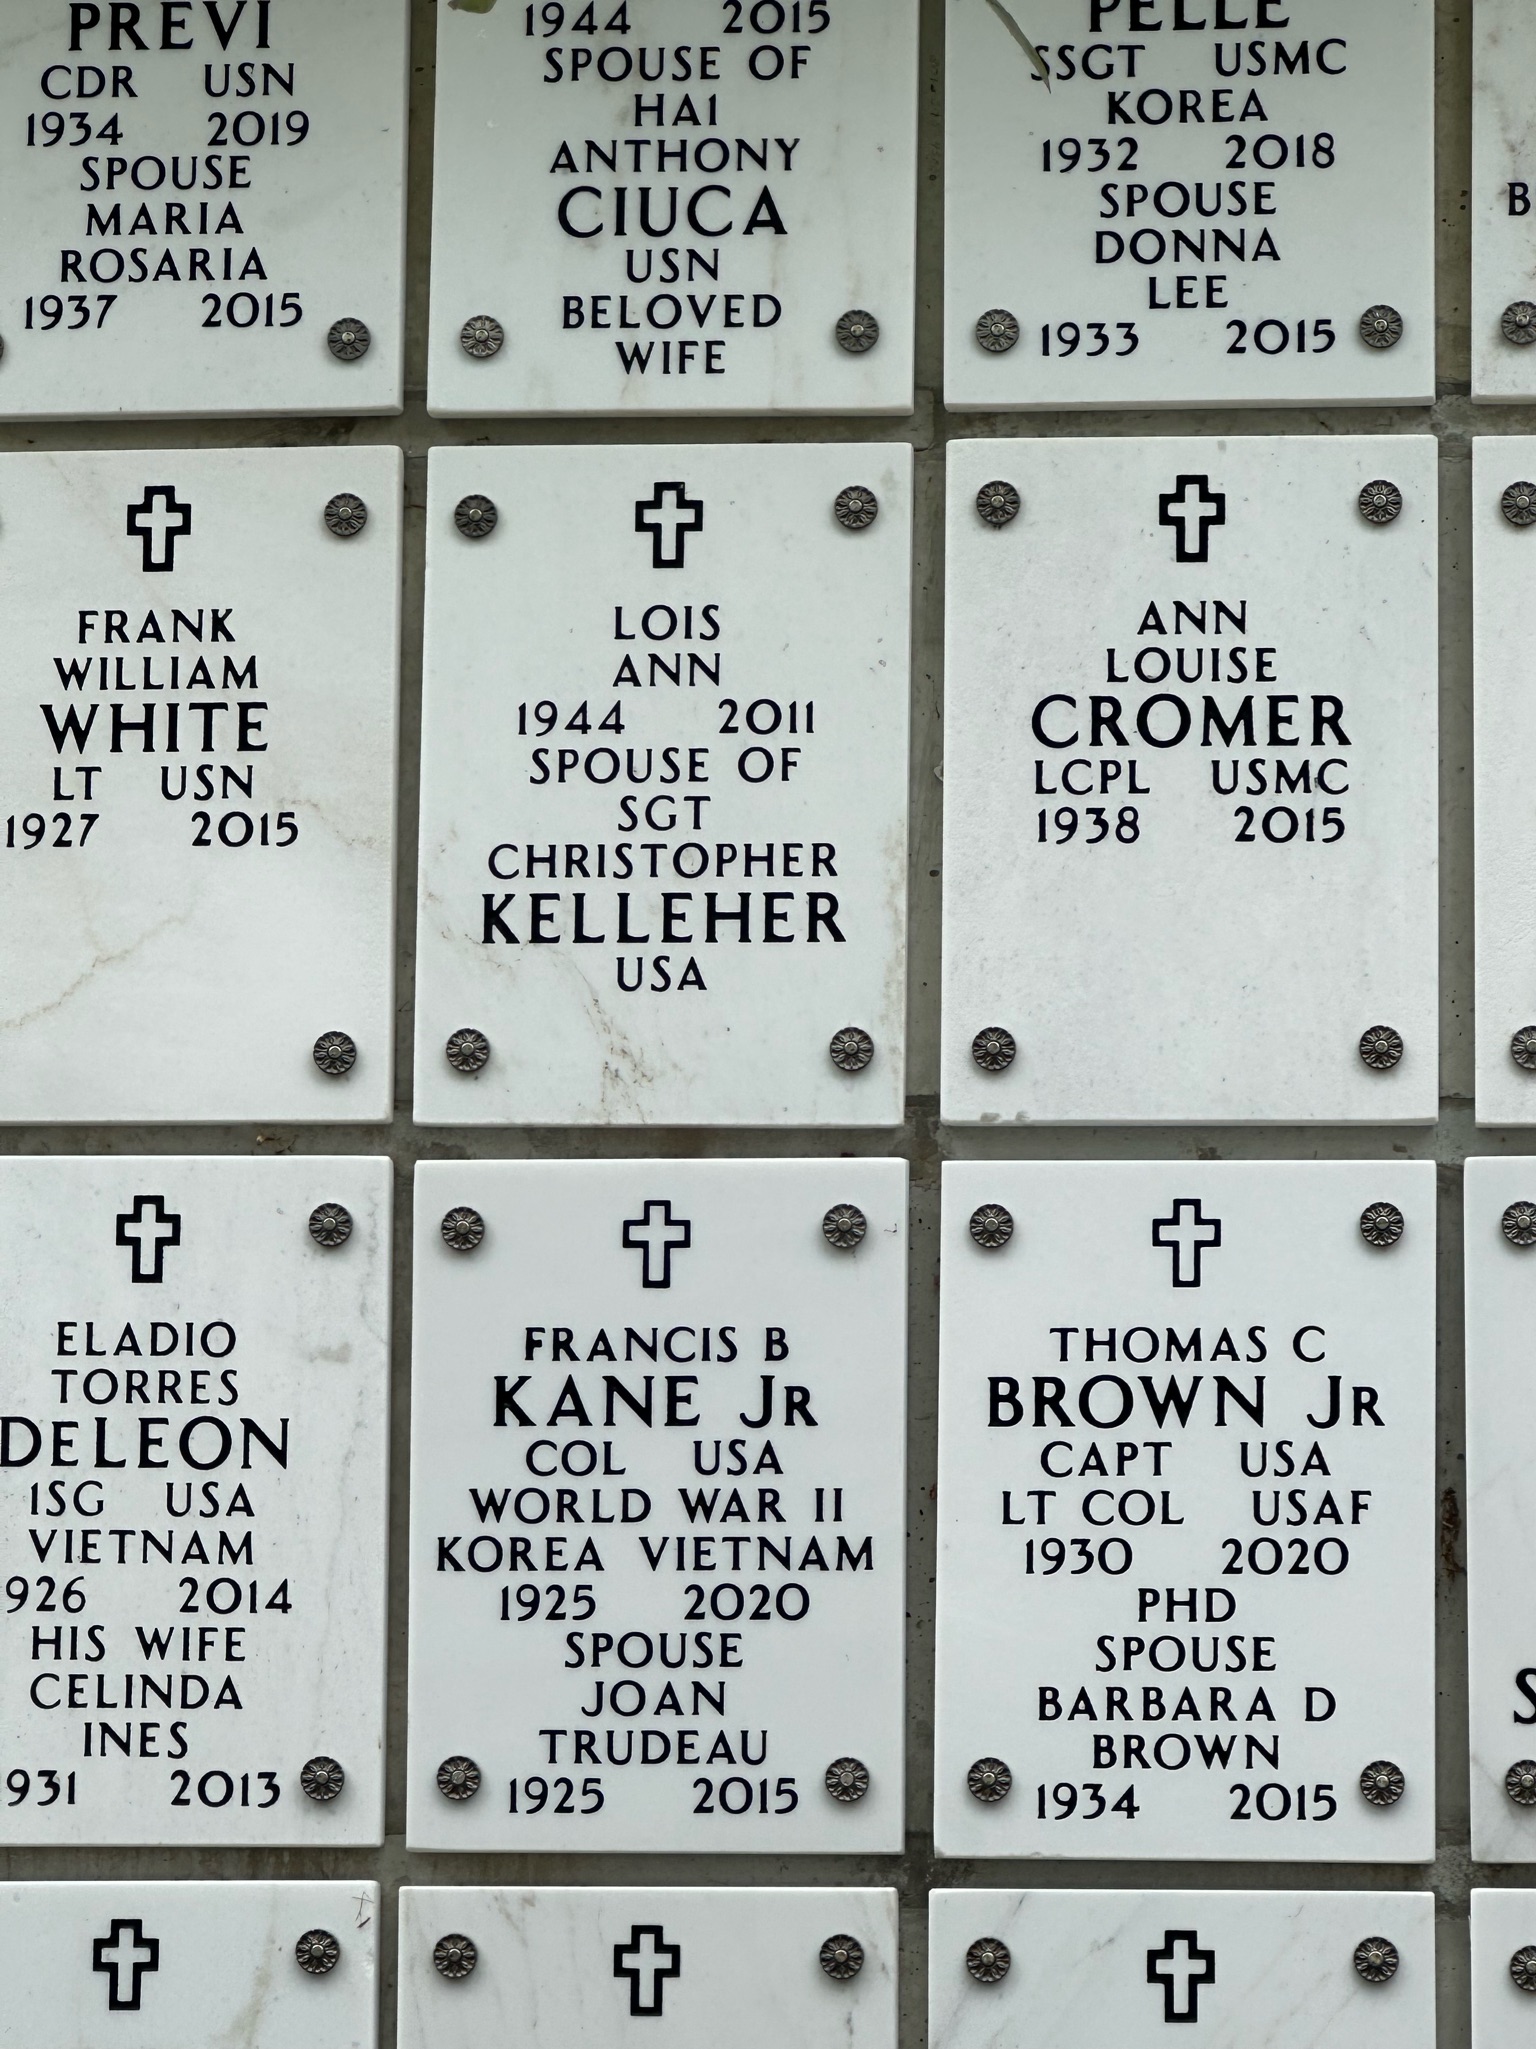 PREVI
CDR USN
1934 2019
SPOUSE
MARIA
ROSARIA
1937 2015
1944 2015
SPOUSE OF
HA1
ANTHONY
CIUCA
USN
BELOVED
WIFE
PELLE
SSGT USMC
KOREA
1932 2018
SPOUSE
DONNA
LEE
1933 2015
B
FRANK
WILLIAM
WHITE
LT USN
1927 2015
LOIS
ANN
1944 2011
SPOUSE OF
SGT
CHRISTOPHER
KELLEHER
USA
ANN
LOUISE
CROMER
LCPL USMC
1938 2015
ELADIO
TORRES
DELEON
1SG USA
VIETNAM
926 2014
HIS WIFE
CELINDA
INES
931 2013
FRANCIS B
KANE JR
COL USA
WORLD WAR II
KOREA VIETNAM
1925 2020
SPOUSE
JOAN
TRUDEAU
1925 2015
THOMAS C
BROWN JR
CAPT USA
LT COL USAF
1930 2020
PHD
SPOUSE
BARBARA D
BROWN
1934 2015
S